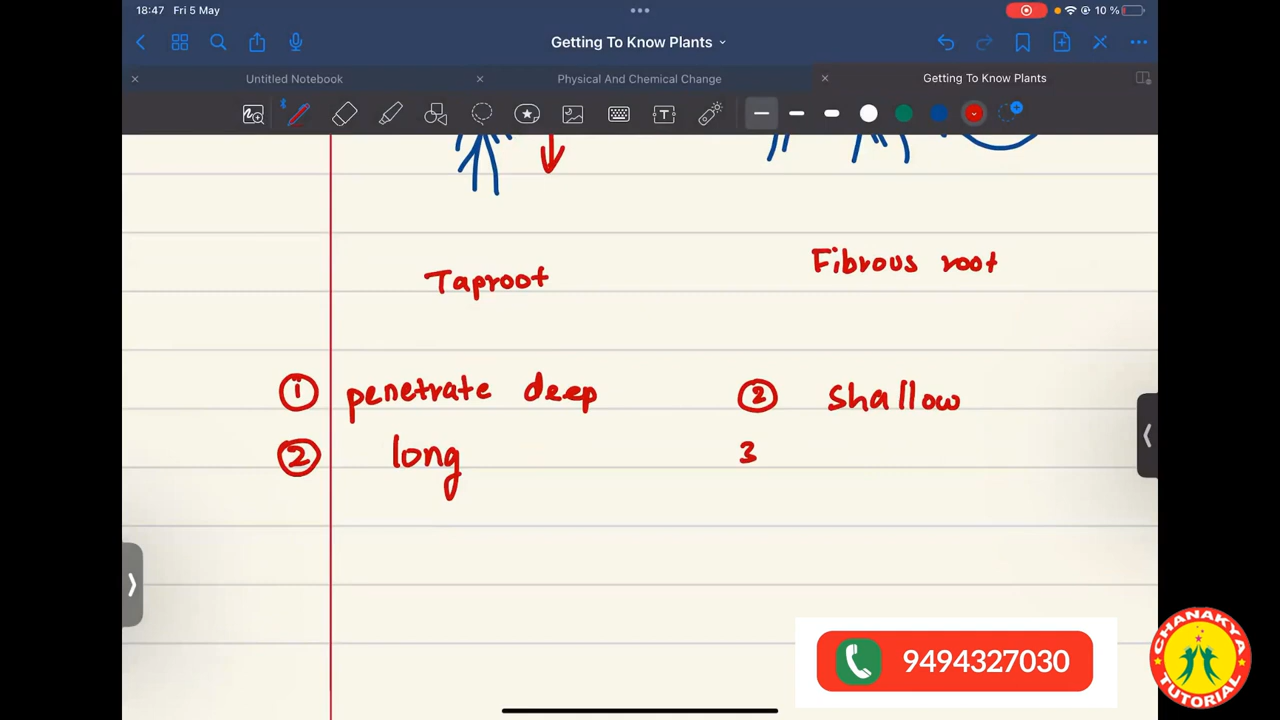 18:47 Fri 5 May
10 %
Getting To Know Plants
Untitled Notebook
Physical And Chemical Change
Getting To Know Plants
Taproot
Fibrous root
① penetrate deep
② shallow
② long
3
9494327030
CHANAKYA
TUTORIAL